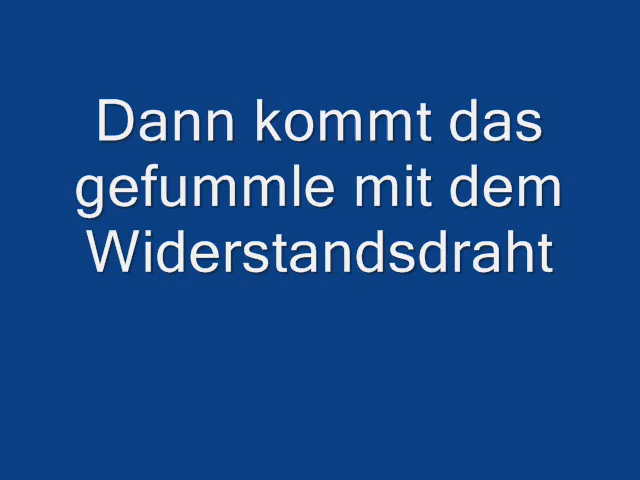 Dann kommt das
gefummle mit dem
Widerstandsdraht